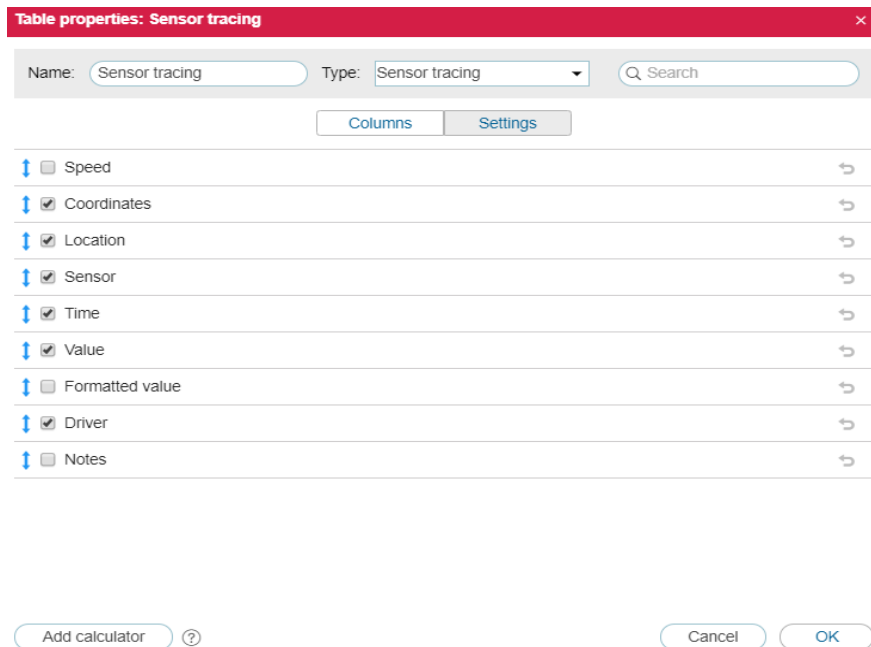 Table properties: Sensor tracing ×
Name: Sensor tracing Type: Sensor tracing Search
Columns Settings
Speed
Coordinates
Location
Sensor
Time
Value
Formatted value
Driver
Notes
Add calculator ? Cancel OK